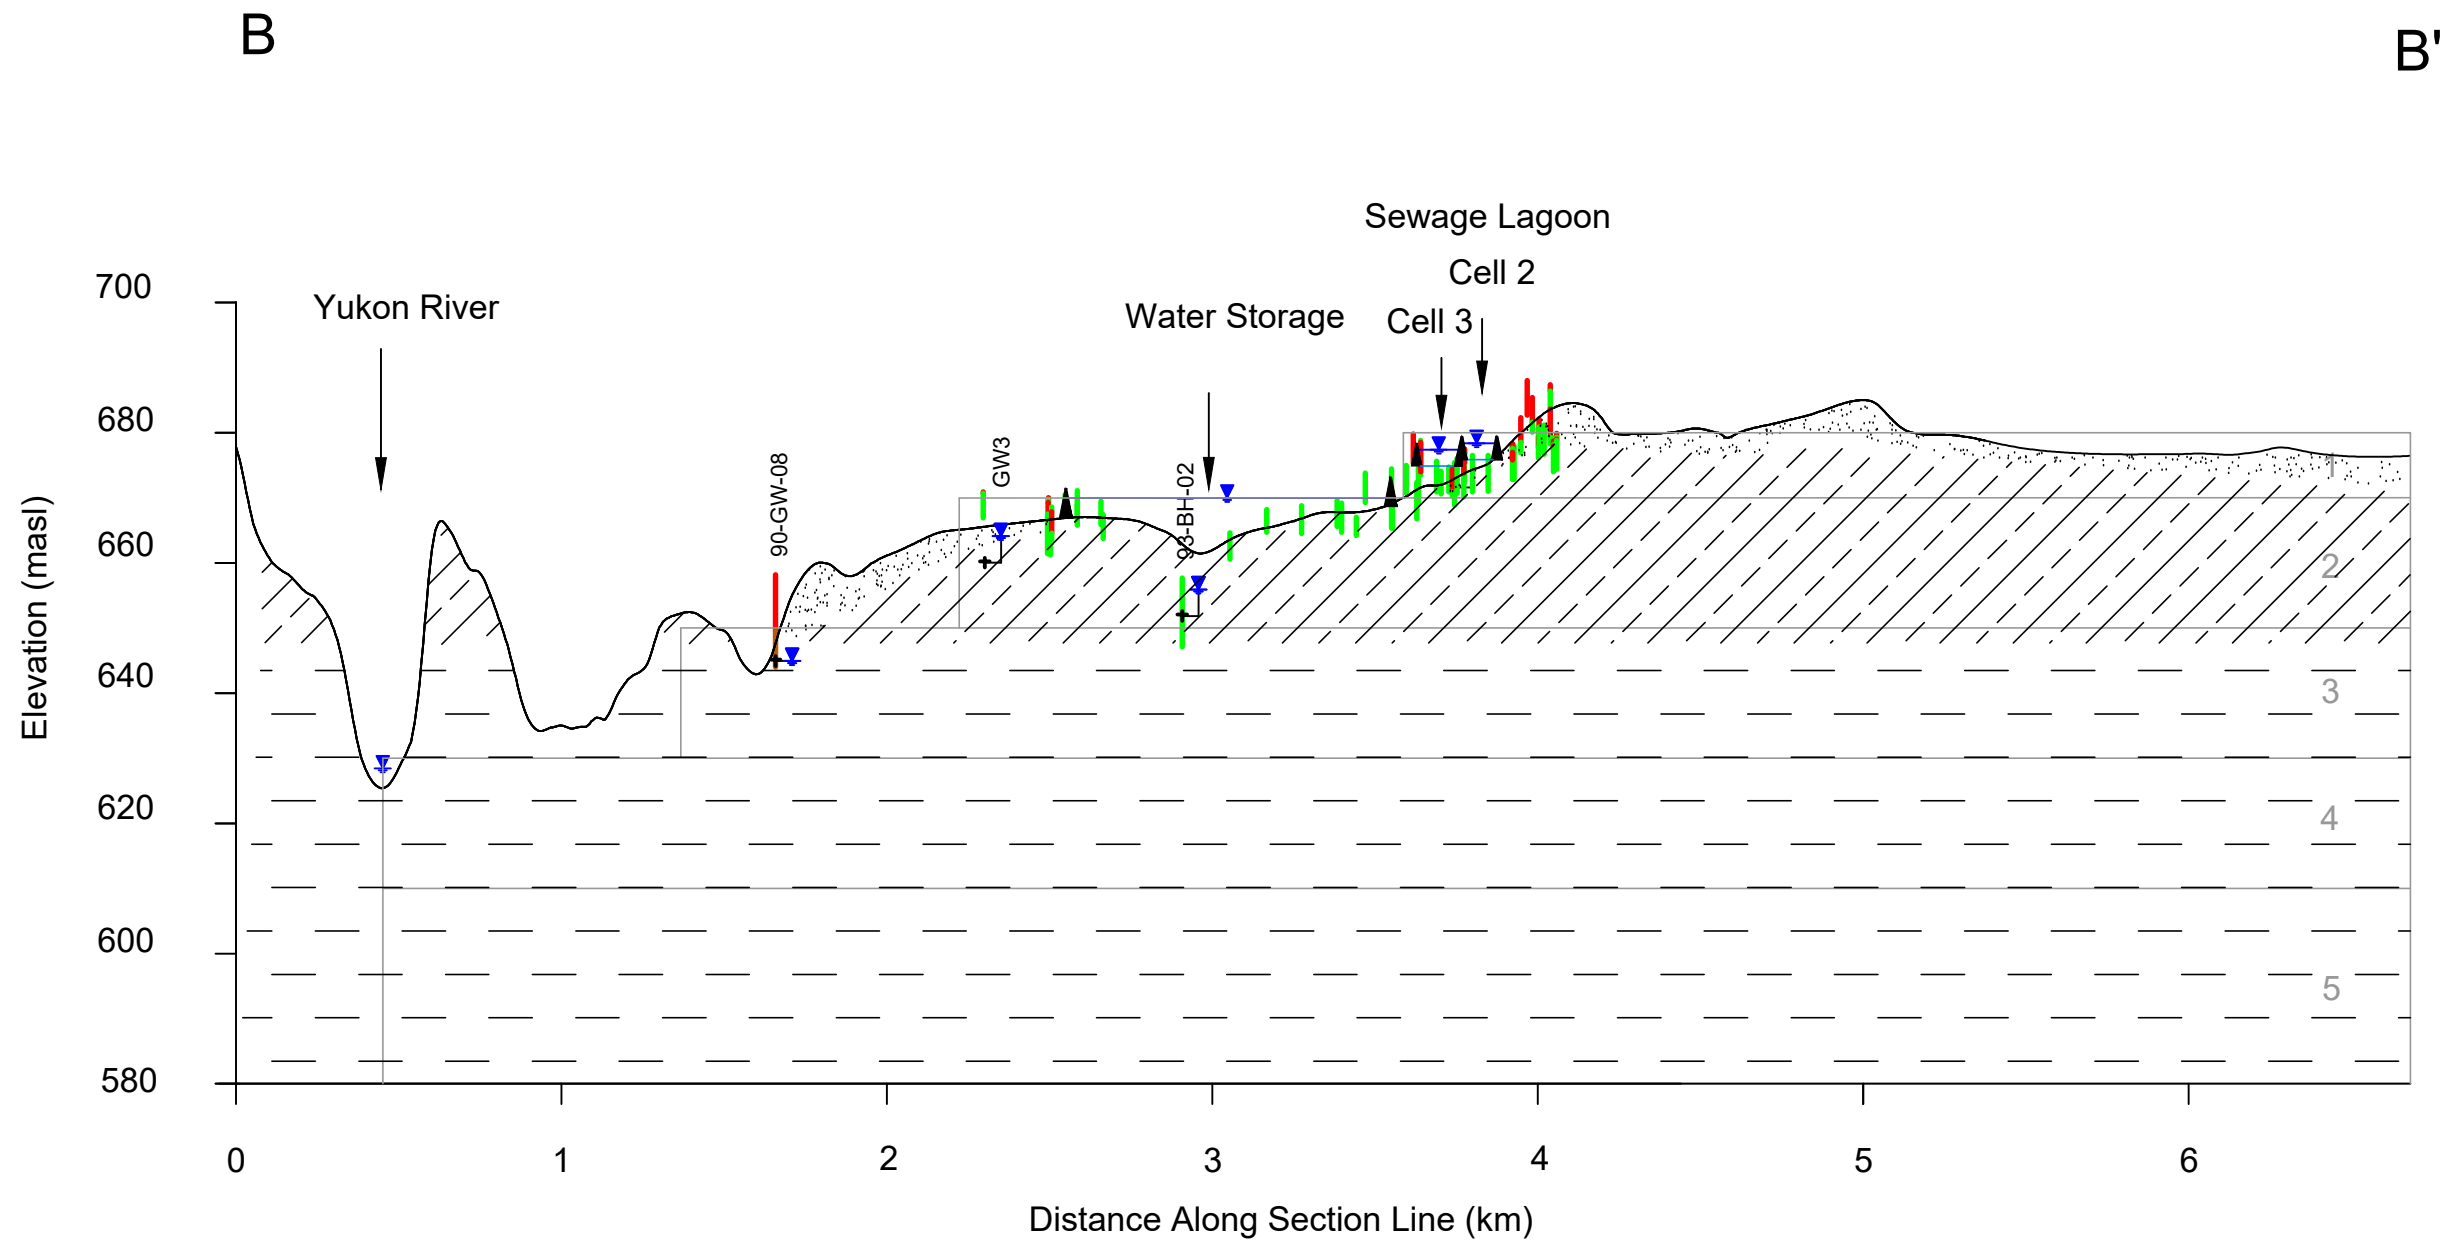 B
B'
Sewage Lagoon
Cell 2
Yukon River
Water Storage
Cell 3
700
680
660
640
620
600
580
Elevation (masl)
90-GW-08
GW3
93-BH-02
1
2
3
4
5
0
1
2
3
4
5
6
Distance Along Section Line (km)